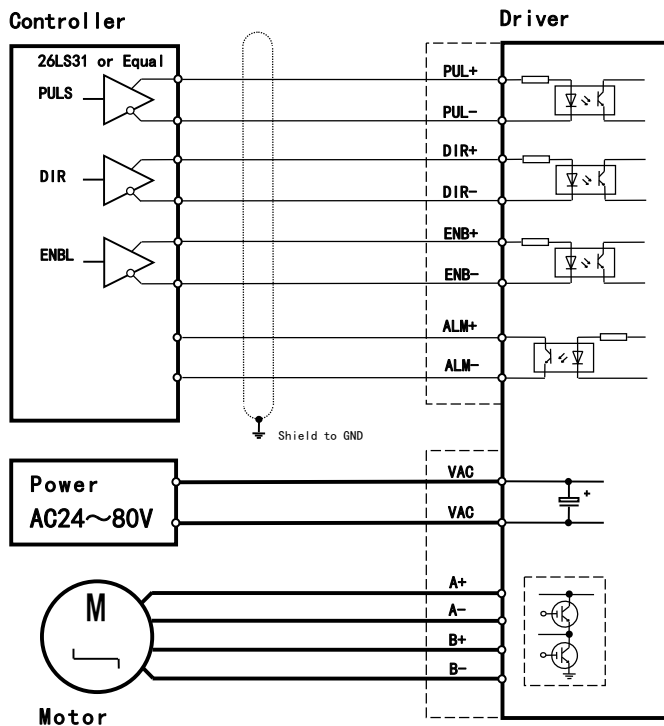 Controller
Driver
26LS31 or Equal
PULS
DIR
ENBL
PUL+
PUL-
DIR+
DIR-
ENB+
ENB-
ALM+
ALM-
Shield to GND
Power
AC24～80V
VAC
VAC
+
M
A+
A-
B+
B-
Motor